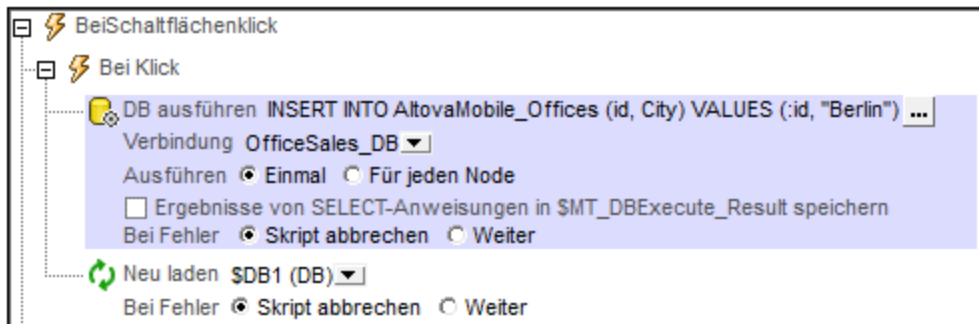 BeiSchaltflächenklick
Bei Klick
DB ausführen INSERT INTO AltovaMobile_Offices (id, City) VALUES (:id, "Berlin") ...
Verbindung OfficeSales_DB
Ausführen Einmal Für jeden Node
Ergebnisse von SELECT-Anweisungen in $MT_DBExecute_Result speichern
Bei Fehler Skript abbrechen Weiter
Neu laden $DB1 (DB)
Bei Fehler Skript abbrechen Weiter